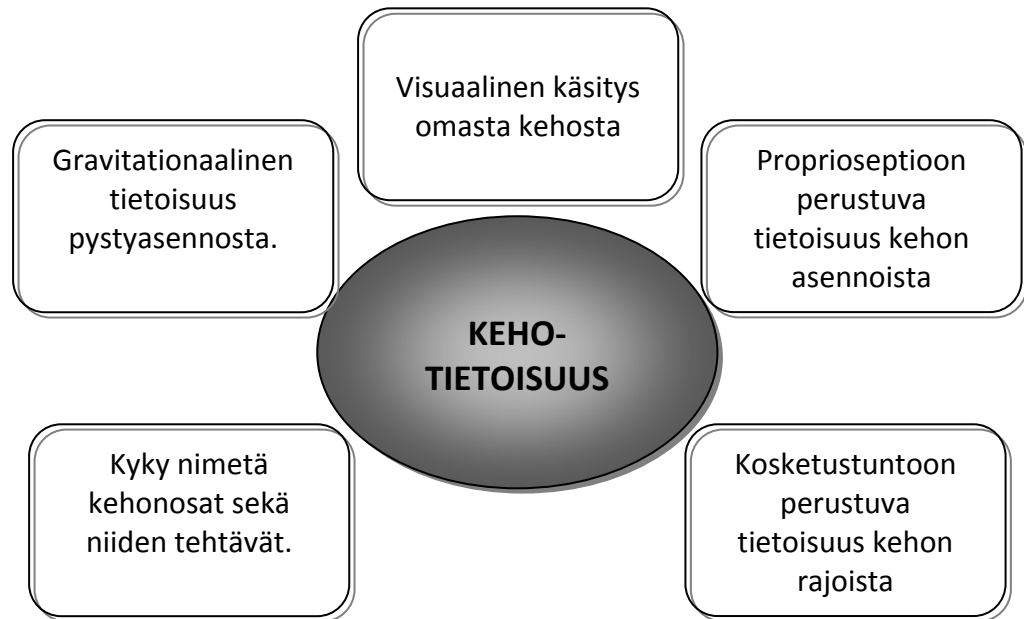 Visuaalinen käsitys
omasta kehosta
Gravitationaalinen
tietoisuus
pystyasennosta.
Proprioseptioon
perustuva
tietoisuus kehon
asennoista
KEHO-
TIETOISUUS
Kyky nimetä
kehonosat sekä
niiden tehtävät.
Kosketustuntoon
perustuva
tietoisuus kehon
rajoista